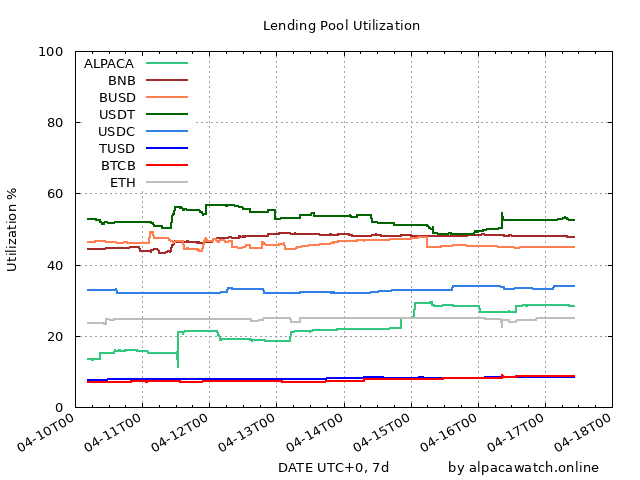 Lending Pool Utilization
Utilization %
100
80
60
40
20
0
ALPACA
BNB
BUSD
USDT
USDC
TUSD
BTCB
ETH
04-10T00
04-11T00
04-12T00
04-13T00
04-14T00
04-15T00
04-16T00
04-17T00
04-18T00
DATE UTC+0, 7d
by alpacawatch.online